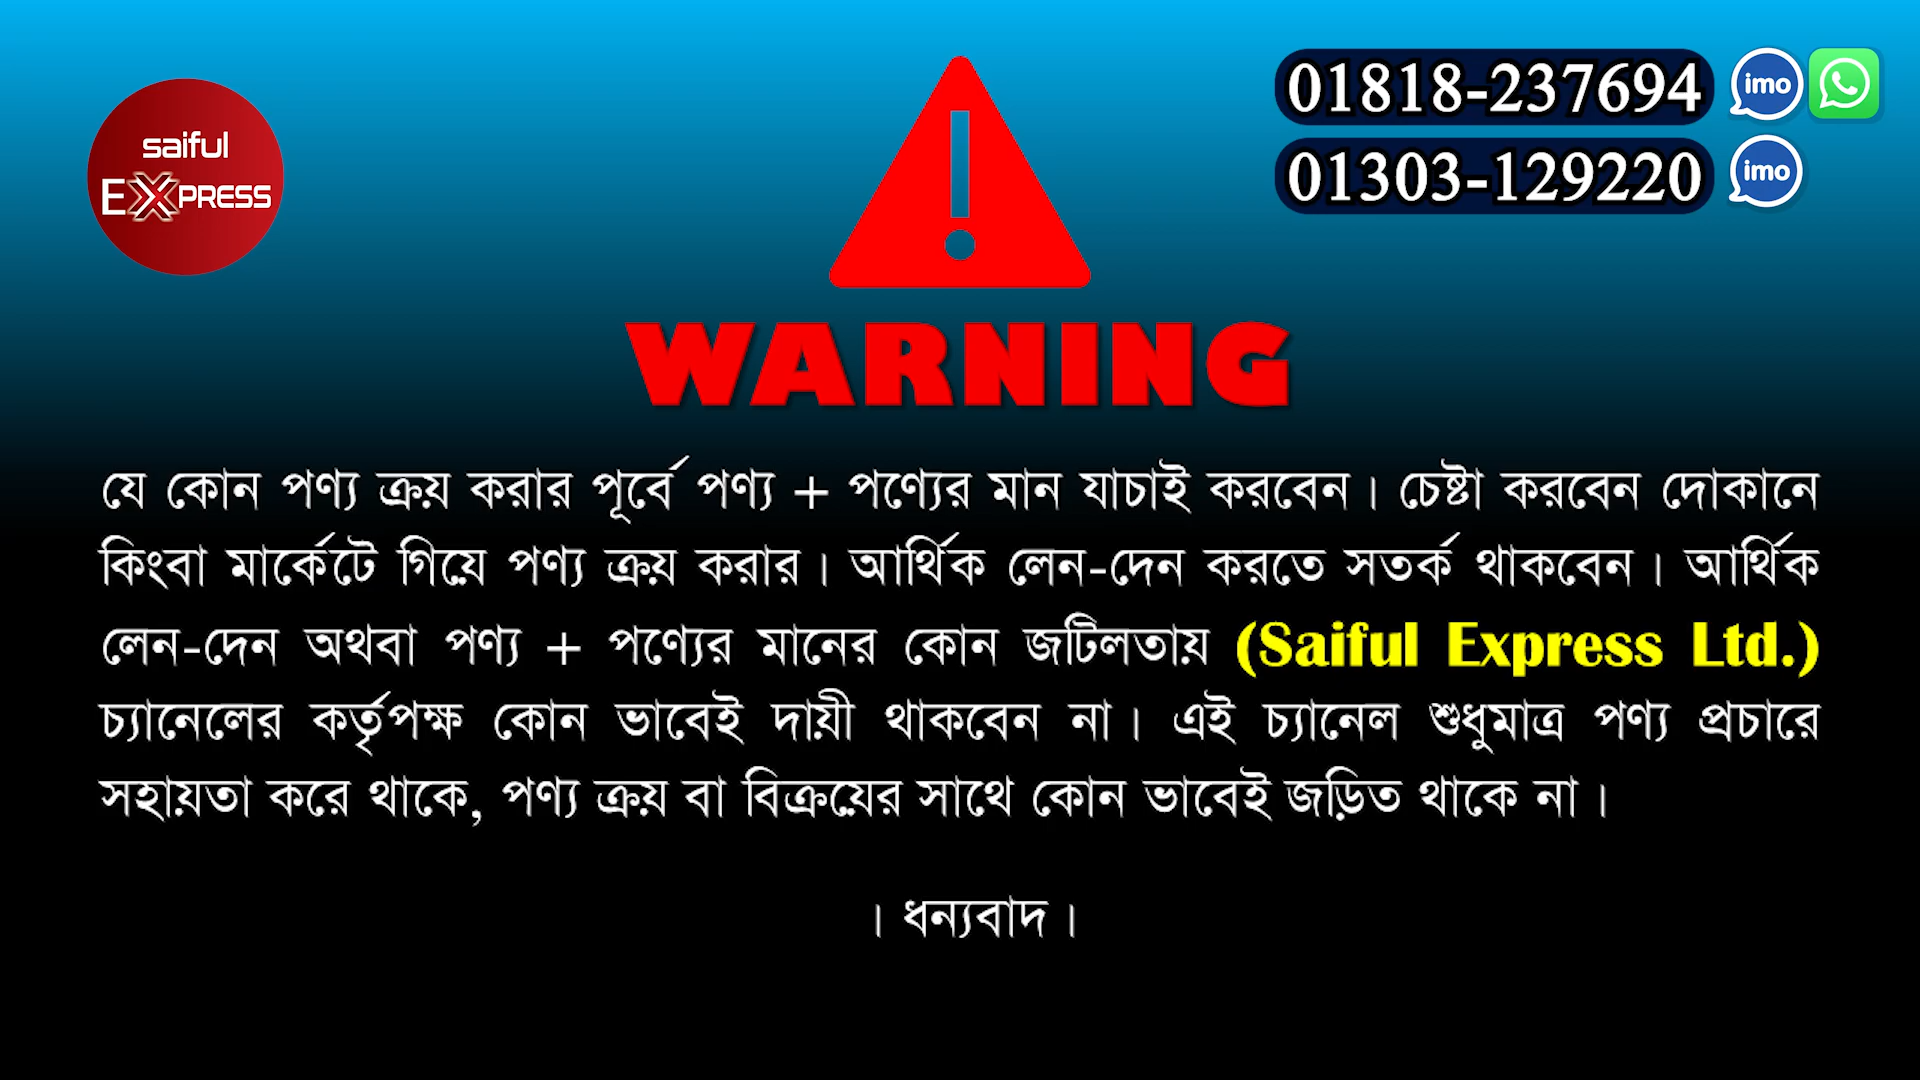 saiful
EXPRESS
01818-237694 imo
01303-129220 imo
WARNING
যে কোন পণ্য ক্রয় করার পূর্বে পণ্য + পণ্যের মান যাচাই করবেন। চেষ্টা করবেন দোকানে
কিংবা মার্কেটে গিয়ে পণ্য ক্রয় করার। আর্থিক লেন-দেন করতে সতর্ক থাকবেন। আর্থিক
লেন-দেন অথবা পণ্য + পণ্যের মানের কোন জটিলতায় (Saiful Express Ltd.)
চ্যানেলের কর্তৃপক্ষ কোন ভাবেই দায়ী থাকবেন না। এই চ্যানেল শুধুমাত্র পণ্য প্রচারে
সহায়তা করে থাকে, পণ্য ক্রয় বা বিক্রয়ের সাথে কোন ভাবেই জড়িত থাকে না।
। ধন্যবাদ।